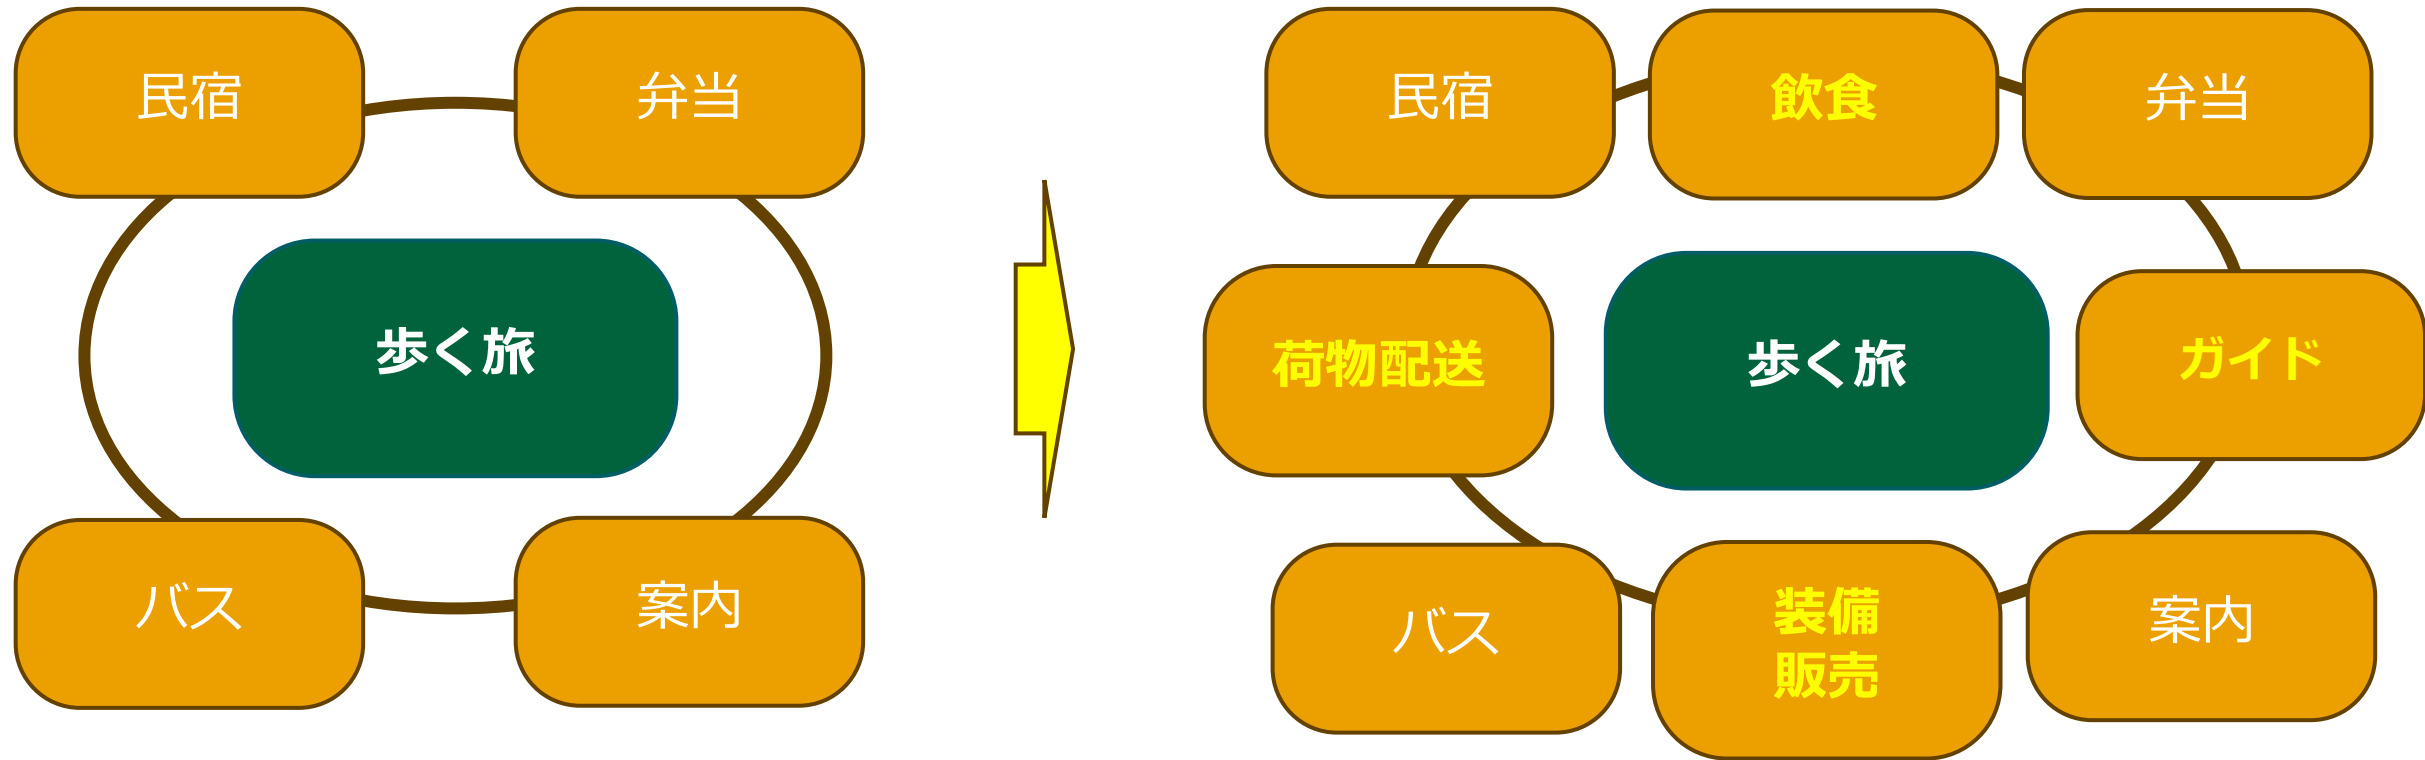 民宿
弁当
歩く旅
バス
案内
民宿
飲食
弁当
荷物配送
歩く旅
ガイド
バス
装備
販売
案内